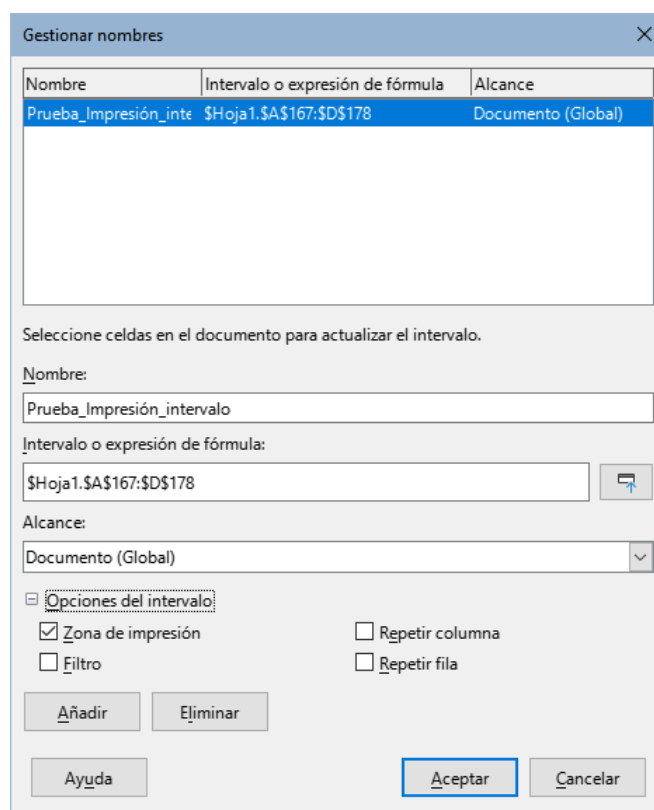 Gestionar nombres
Nombre Intervalo o expresión de fórmula Alcance
Prueba_Impresión_inte $Hoja1.$A$167:$D$178 Documento (Global)
Seleccione celdas en el documento para actualizar el intervalo.
Nombre:
Prueba_Impresión_intervalo
Intervalo o expresión de fórmula:
$Hoja1.$A$167:$D$178
Alcance:
Documento (Global)
Opciones del intervalo
Zona de impresión Repetir columna
Filtro Repetir fila
Añadir Eliminar
Ayuda Aceptar Cancelar